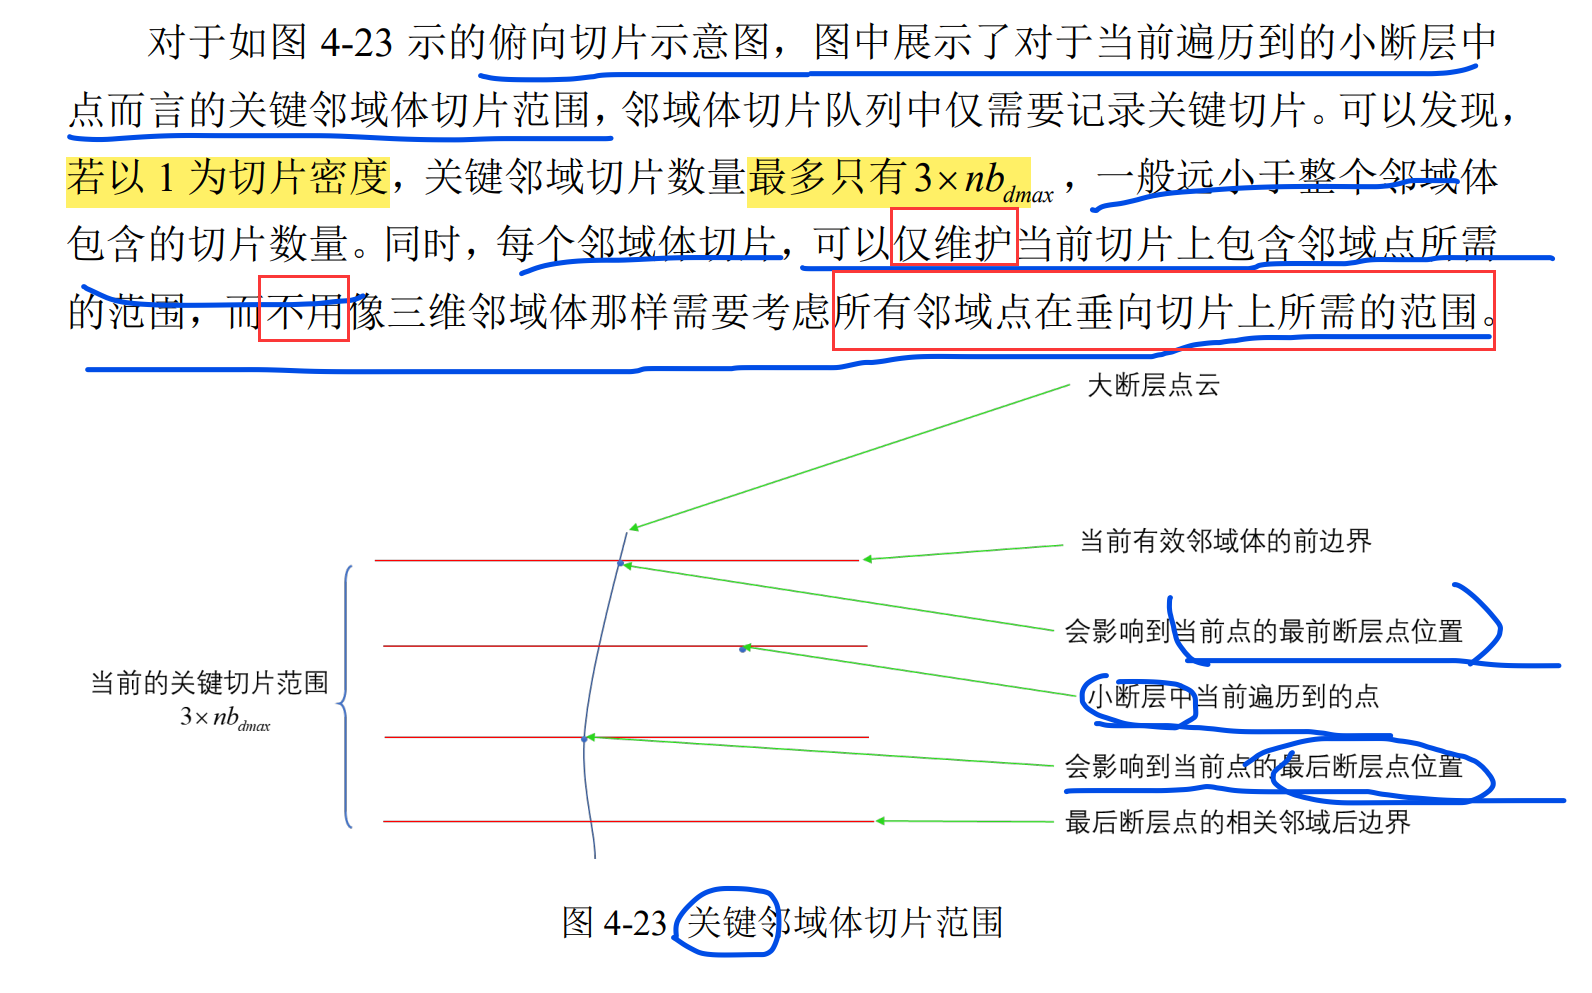 对于如图 4-23 示的俯向切片示意图，图中展示了对于当前遍历到的小断层中
点而言的关键邻域体切片范围，邻域体切片队列中仅需要记录关键切片。可以发现，
若以 1 为切片密度，关键邻域切片数量最多只有 3×nb_dmax，一般远小于整个邻域体
包含的切片数量。同时，每个邻域体切片，可以仅维护当前切片上包含邻域点所需
的范围，而不用像三维邻域体那样需要考虑所有邻域点在垂向切片上所需的范围。
大断层点云
当前有效邻域体的前边界
会影响到当前点的最前断层点位置
当前的关键切片范围
3×nb_dmax
小断层中当前遍历到的点
会影响到当前点的最后断层点位置
最后断层点的相关邻域后边界
图 4-23 关键邻域体切片范围